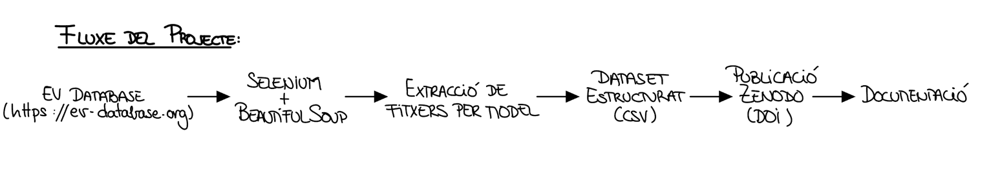 FLUXE DEL PROJECTE:
EV DATABASE
(https://ev-database.org)
SELENIUM
+
BEAUTIFULSOUP
EXTRACCIÓ DE
FITXERS PER MODEL
DATASET
ESTRUCTURAT
(CSV)
PUBLICACIÓ
ZENODO
(DOI)
DOCUMENTACIÓ